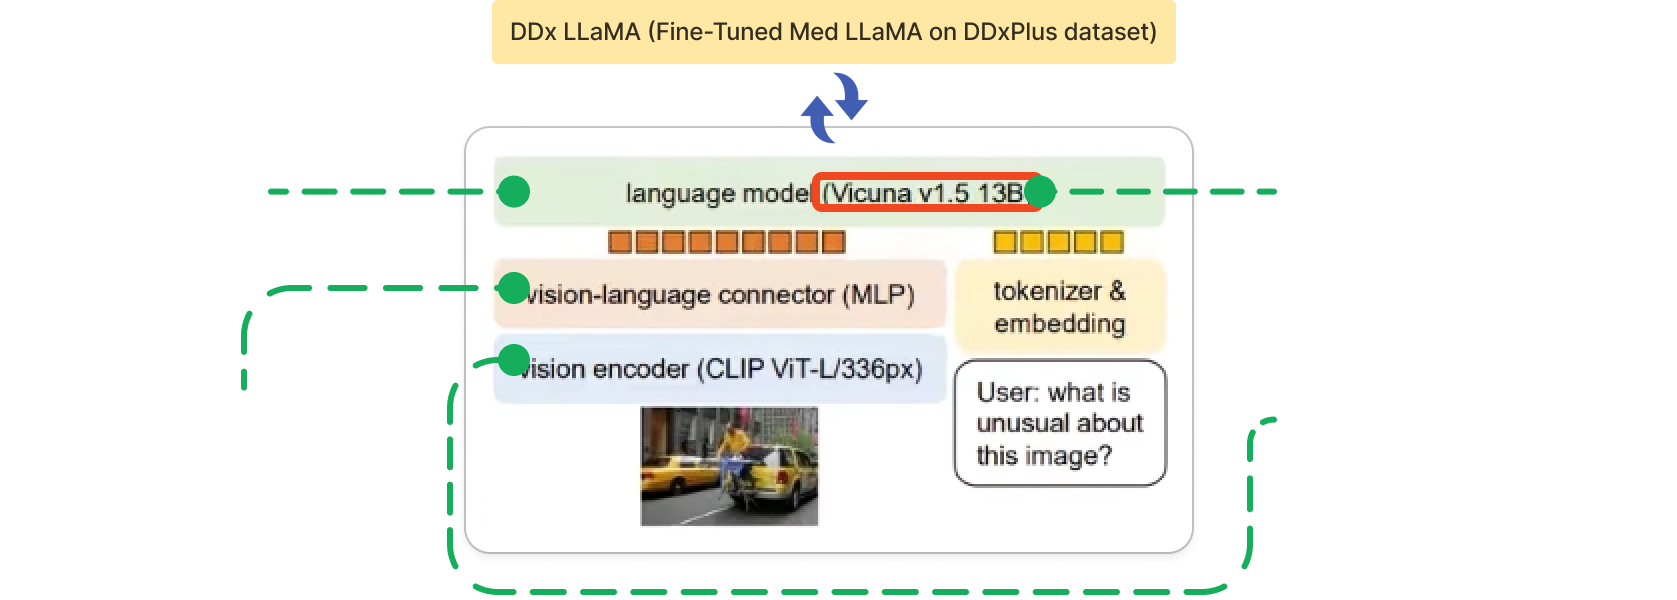 DDx LLaMA (Fine-Tuned Med LLaMA on DDxPlus dataset)
language model (Vicuna v1.5 13B
vision-language connector (MLP)
tokenizer &
embedding
vision encoder (CLIP ViT-L/336px)
User: what is
unusual about
this image?